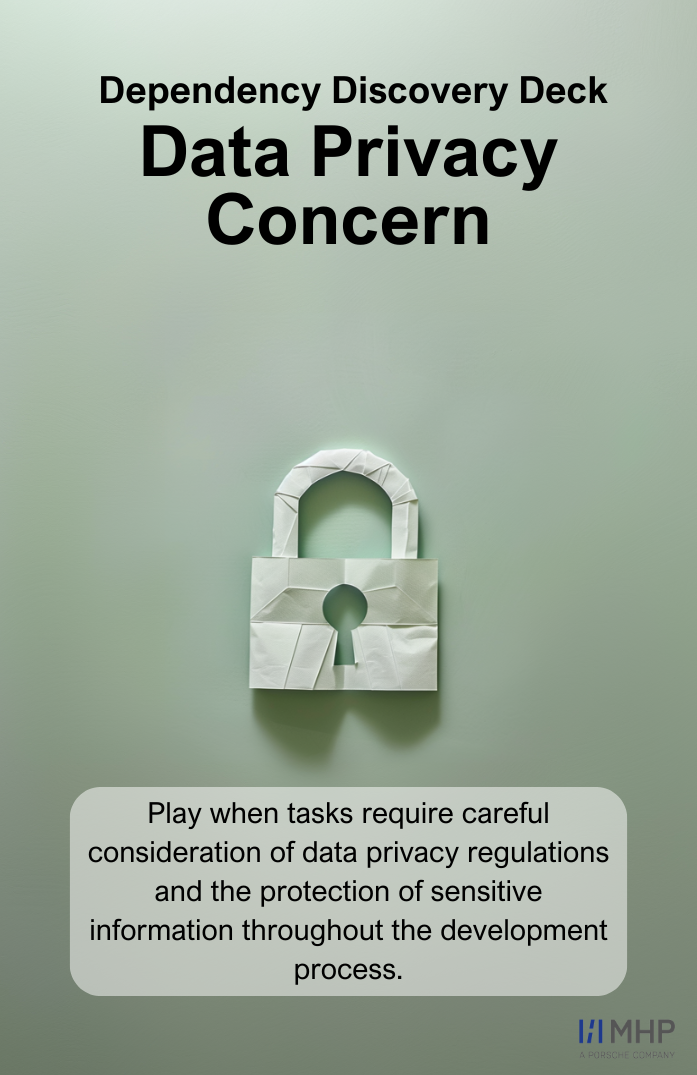 Dependency Discovery Deck
Data Privacy
Concern
Play when tasks require careful
consideration of data privacy regulations
and the protection of sensitive
information throughout the development
process.
MHP
A PORSCHE COMPANY